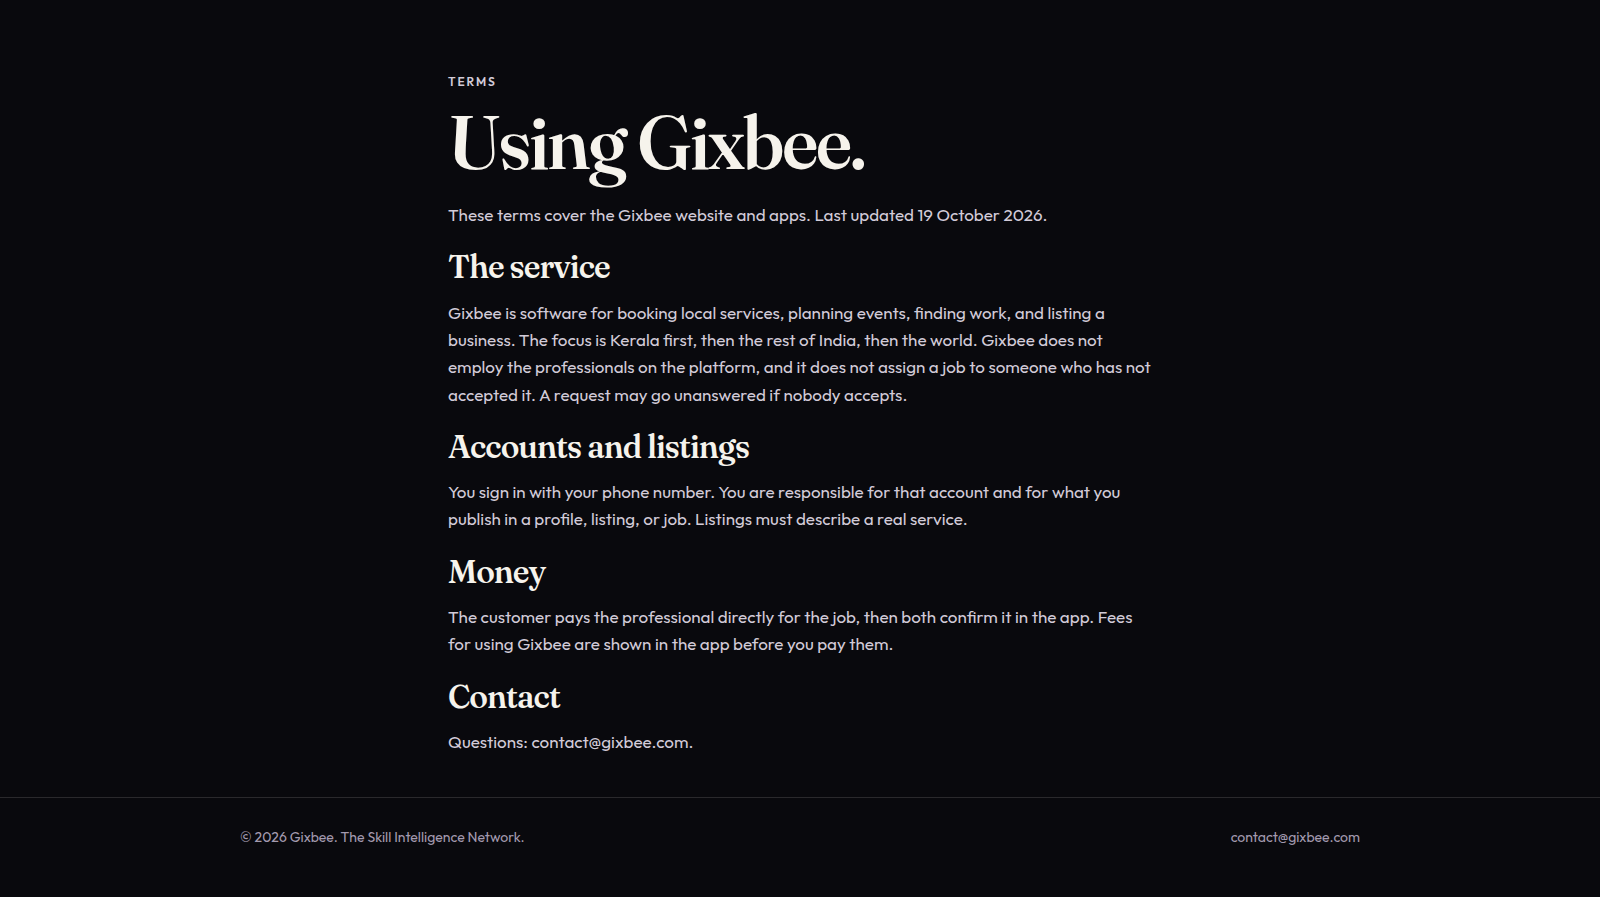 TERMS
Using Gixbee.
These terms cover the Gixbee website and apps. Last updated 19 October 2026.
The service
Gixbee is software for booking local services, planning events, finding work, and listing a
business. The focus is Kerala first, then the rest of India, then the world. Gixbee does not
employ the professionals on the platform, and it does not assign a job to someone who has not
accepted it. A request may go unanswered if nobody accepts.
Accounts and listings
You sign in with your phone number. You are responsible for that account and for what you
publish in a profile, listing, or job. Listings must describe a real service.
Money
The customer pays the professional directly for the job, then both confirm it in the app. Fees
for using Gixbee are shown in the app before you pay them.
Contact
Questions: contact@gixbee.com.
© 2026 Gixbee. The Skill Intelligence Network.
contact@gixbee.com